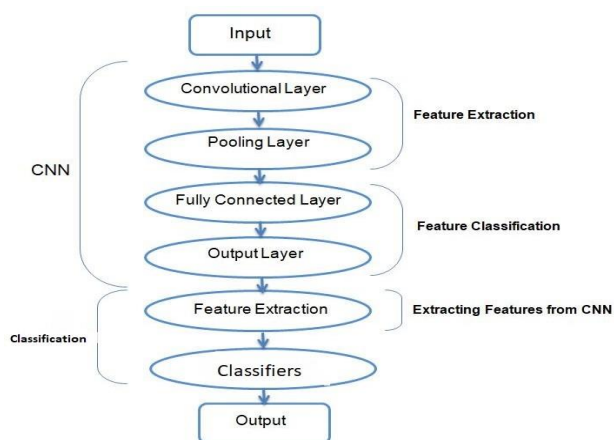 Input
Convolutional Layer
Feature Extraction
Pooling Layer
CNN
Fully Connected Layer
Feature Classification
Output Layer
Feature Extraction
Extracting Features from CNN
Classification
Classifiers
Output